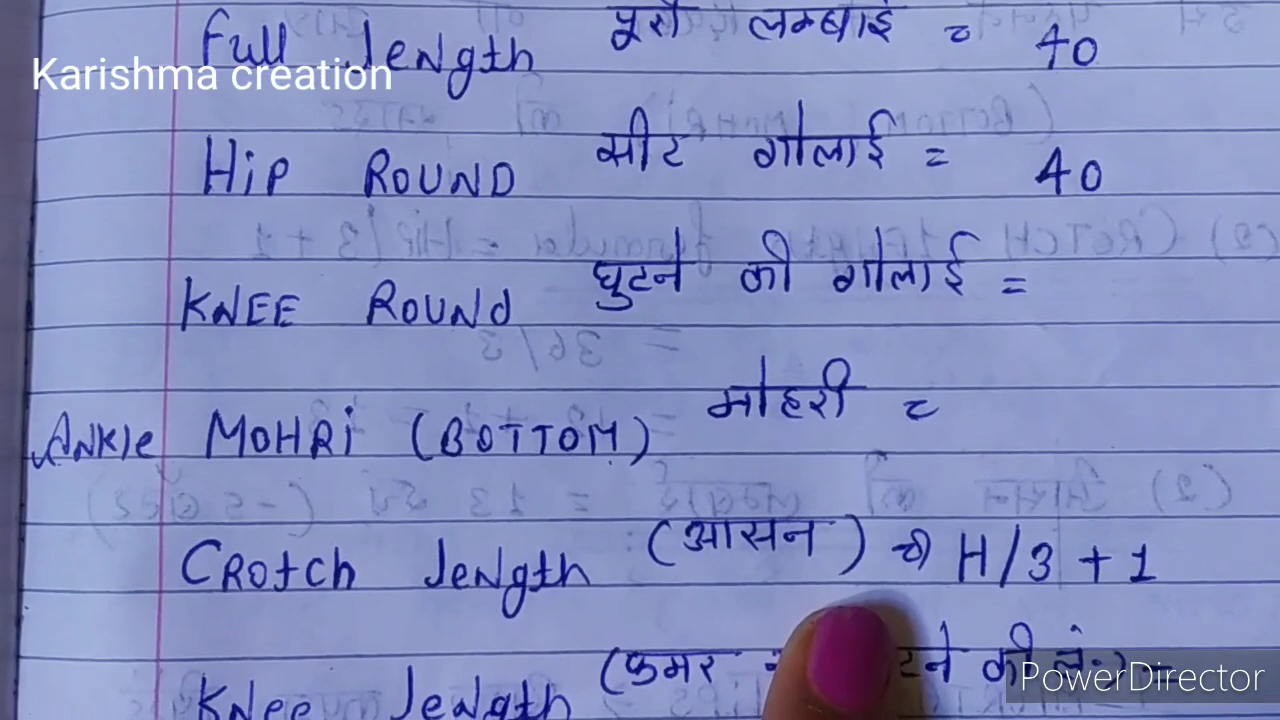 Full length पूरी लम्बाई = 40
Karishma creation
Hip ROUND सीट गोलाई = 40
KNEE ROUNd घुटने की गोलाई =
Ankle MOHRi (BOTTOM) मोहरी =
CROtch length (आसन) H/3 + 1
Knee length (कमर की
PowerDirector